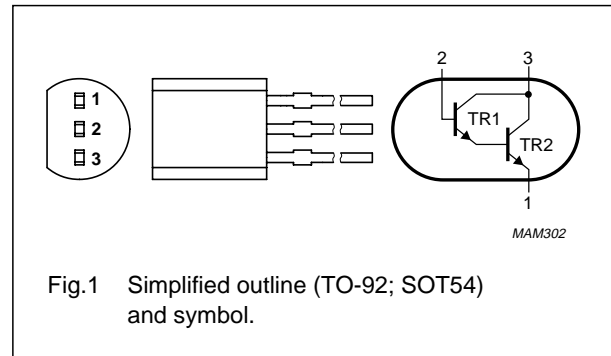 1
2
3
2 3
TR1
TR2
1
MAM302
Fig.1 Simplified outline (TO-92; SOT54)
and symbol.